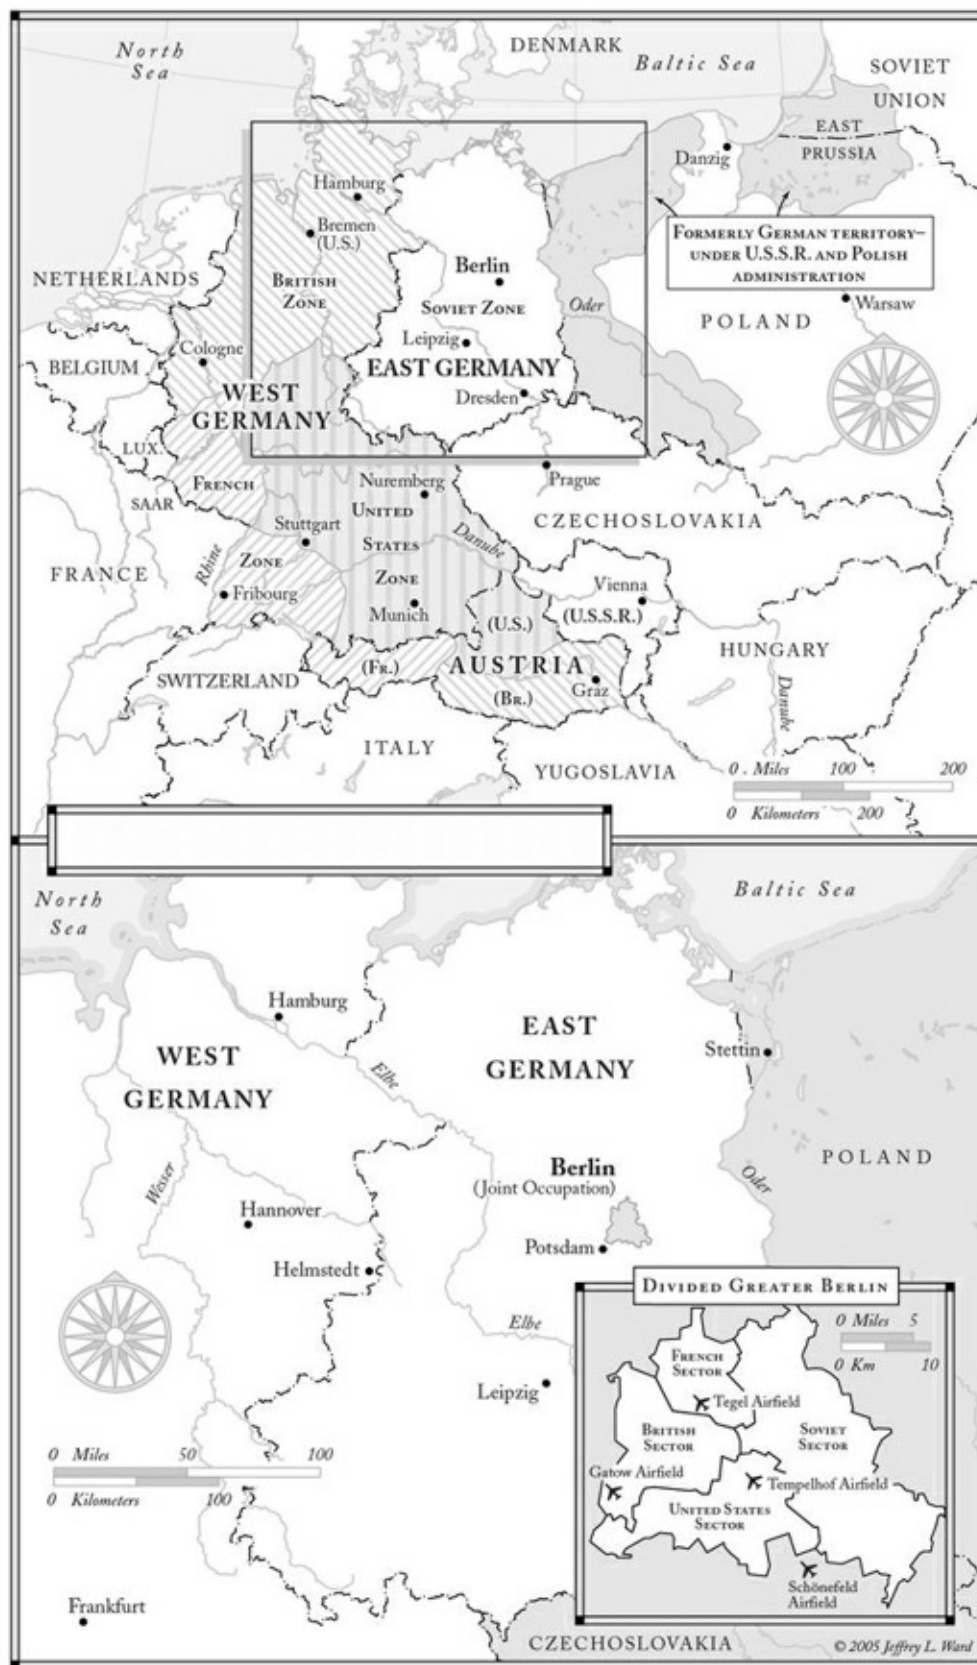 North
Sea
DENMARK
Baltic Sea
SOVIET
UNION
EAST
PRUSSIA
Danzig
Hamburg
Bremen
(U.S.)
FORMERLY GERMAN TERRITORY–
UNDER U.S.S.R. AND POLISH
ADMINISTRATION
NETHERLANDS
BRITISH
ZONE
Berlin
SOVIET ZONE
Oder
Warsaw
POLAND
BELGIUM
Cologne
Leipzig
EAST GERMANY
WEST
GERMANY
Dresden
LUX.
FRENCH
SAAR
Nuremberg
UNITED
Prague
CZECHOSLOVAKIA
Stuttgart
STATES
Danube
FRANCE
Rhine
ZONE
Fribourg
ZONE
Munich
Vienna
(U.S.)
(U.S.S.R.)
HUNGARY
Danube
SWITZERLAND
(FR.)
AUSTRIA
Graz
(BR.)
ITALY
YUGOSLAVIA
0 Miles 100 200
0 Kilometers 200
North
Sea
Baltic Sea
Hamburg
WEST
GERMANY
EAST
GERMANY
Stettin
Elbe
Wesser
Berlin
(Joint Occupation)
POLAND
Oder
Hannover
Potsdam
Helmstedt
Elbe
Leipzig
0 Miles 50 100
0 Kilometers 100
DIVIDED GREATER BERLIN
0 Miles 5
0 Km 10
FRENCH
SECTOR
Tegel Airfield
BRITISH
SECTOR
SOVIET
SECTOR
Gatow Airfield
Tempelhof Airfield
UNITED STATES
SECTOR
Schönefeld
Airfield
Frankfurt
CZECHOSLOVAKIA
© 2005 Jeffrey L. Ward